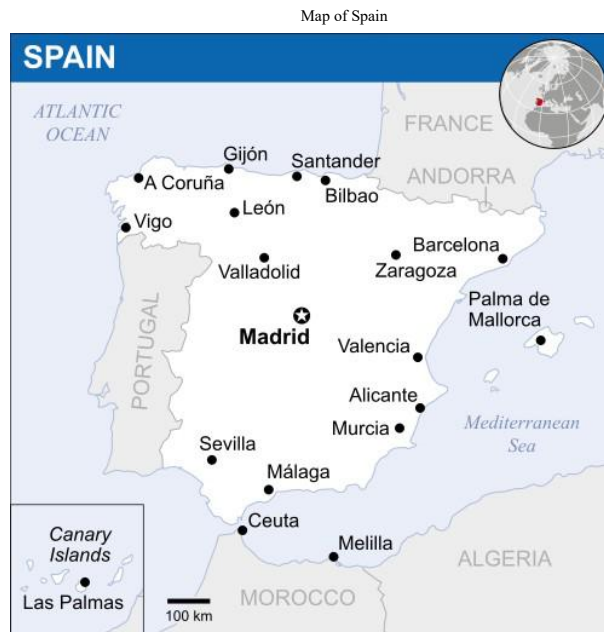 Map of Spain
SPAIN
ATLANTIC
OCEAN
FRANCE
ANDORRA
Gijón
Santander
A Coruña
Bilbao
León
Vigo
Barcelona
Valladolid
Zaragoza
Palma de
Mallorca
Madrid
PORTUGAL
Valencia
Alicante
Mediterranean
Sea
Murcia
Sevilla
Málaga
Ceuta
Canary
Islands
Melilla
ALGERIA
Las Palmas
100 km
MOROCCO